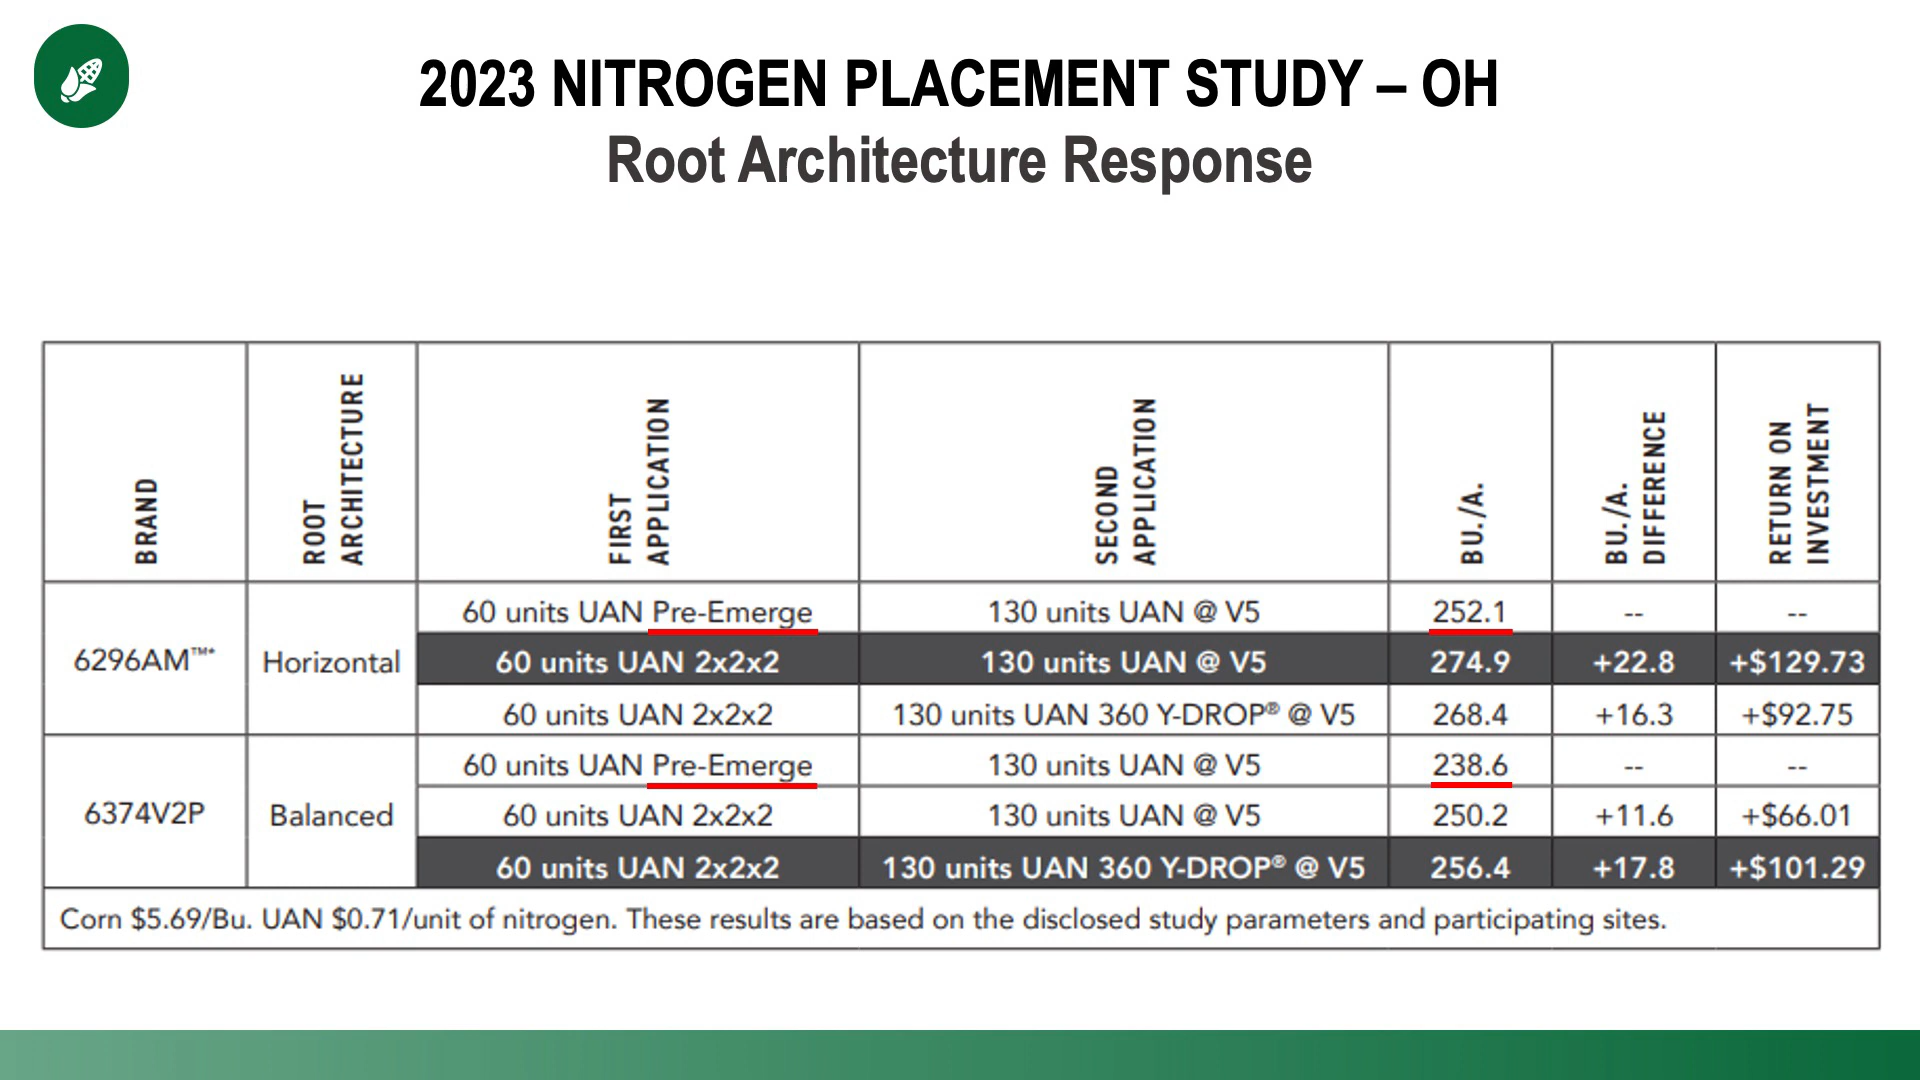 2023 NITROGEN PLACEMENT STUDY – OH
Root Architecture Response
BRAND
ROOT
ARCHITECTURE
FIRST
APPLICATION
SECOND
APPLICATION
BU./A.
BU./A.
DIFFERENCE
RETURN ON
INVESTMENT
6296AM™* Horizontal
60 units UAN Pre-Emerge 130 units UAN @ V5 252.1 -- --
60 units UAN 2x2x2 130 units UAN @ V5 274.9 +22.8 +$129.73
60 units UAN 2x2x2 130 units UAN 360 Y-DROP® @ V5 268.4 +16.3 +$92.75
6374V2P Balanced
60 units UAN Pre-Emerge 130 units UAN @ V5 238.6 -- --
60 units UAN 2x2x2 130 units UAN @ V5 250.2 +11.6 +$66.01
60 units UAN 2x2x2 130 units UAN 360 Y-DROP® @ V5 256.4 +17.8 +$101.29
Corn $5.69/Bu. UAN $0.71/unit of nitrogen. These results are based on the disclosed study parameters and participating sites.